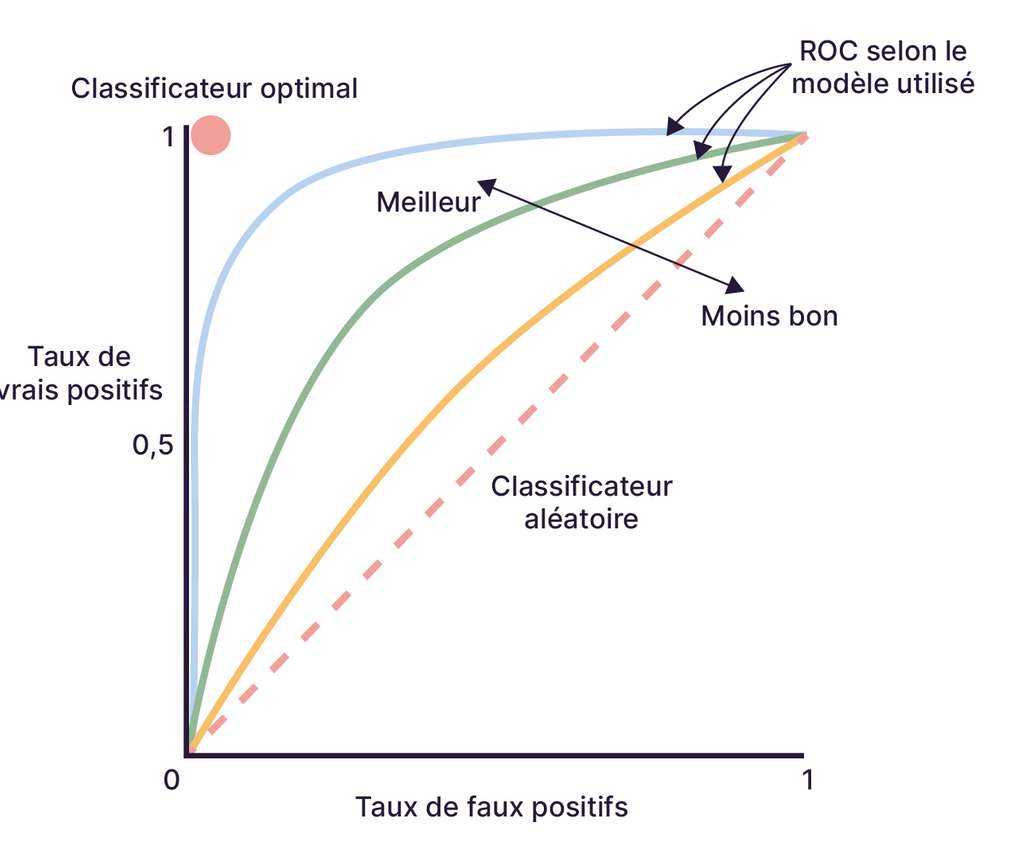 ROC selon le
modèle utilisé
Classificateur optimal
1
Meilleur
Moins bon
Taux de
vrais positifs
0,5
Classificateur
aléatoire
0
1
Taux de faux positifs